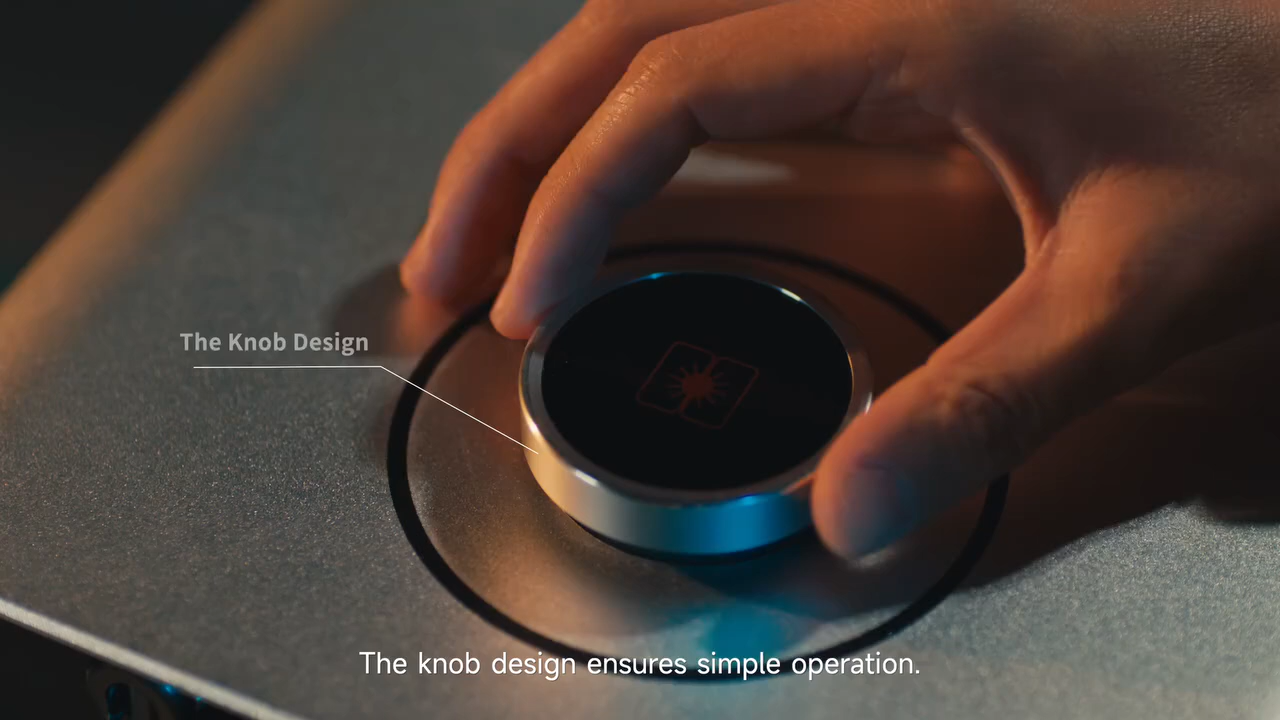 The Knob Design
The knob design ensures simple operation.